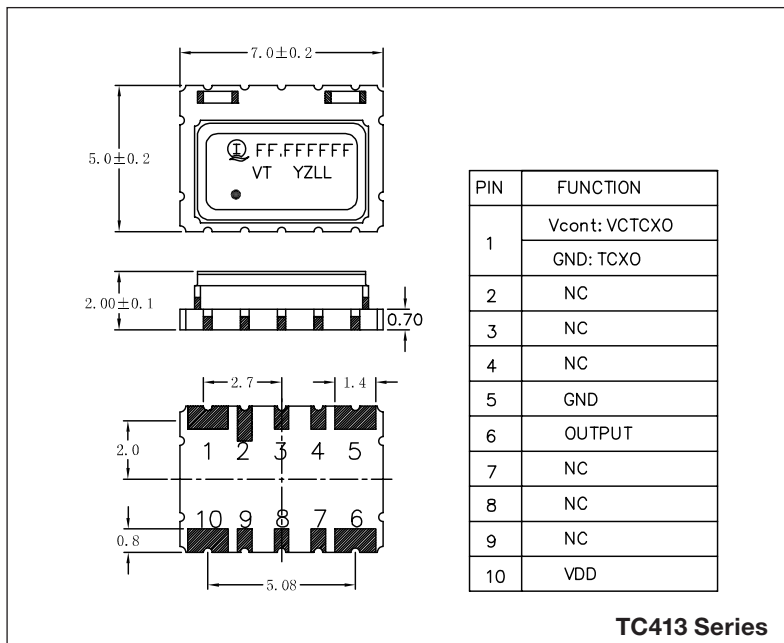 7.0±0.2
5.0±0.2
I FF.FFFFFF
VT YZLL
2.00±0.1
0.70
2.7
1.4
2.0
1 2 3 4 5
10 9 8 7 6
0.8
5.08
PIN FUNCTION
1 Vcont: VCTCXO
GND: TCXO
2 NC
3 NC
4 NC
5 GND
6 OUTPUT
7 NC
8 NC
9 NC
10 VDD
TC413 Series